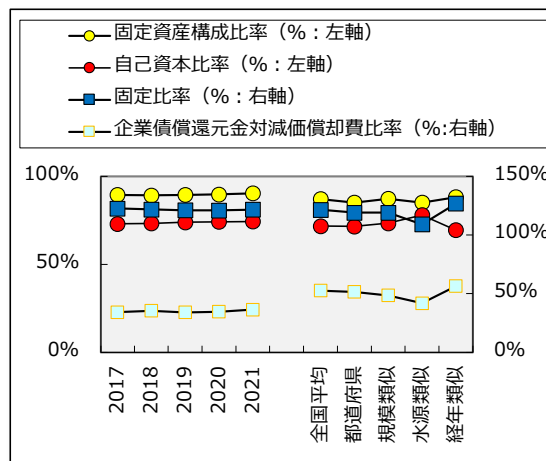 固定資産構成比率（%：左軸）
自己資本比率（%：左軸）
固定比率（%：右軸）
企業債償還元金対減価償却費比率（%:右軸）
100%
50%
0%
150%
100%
50%
0%
2017
2018
2019
2020
2021
全国平均
都道府県
規模類似
水源類似
経年類似